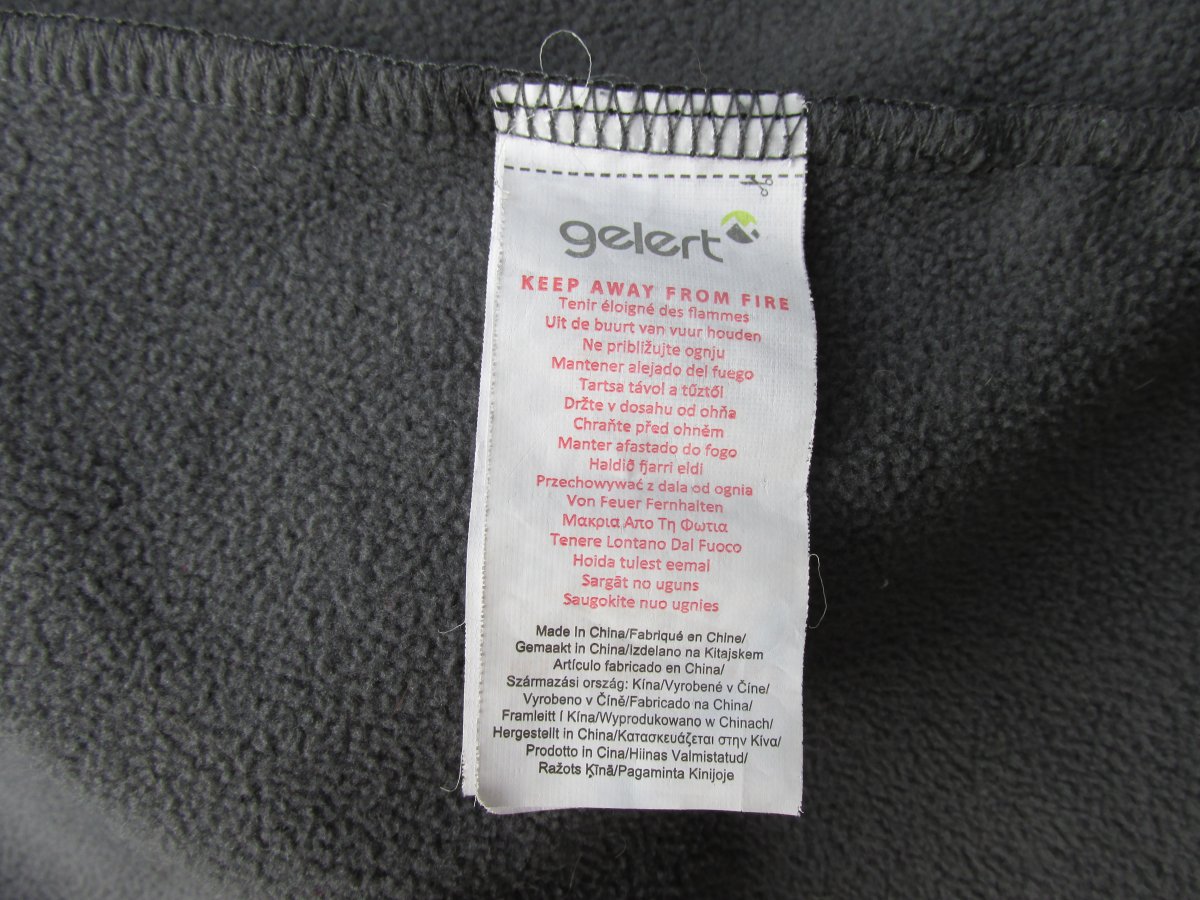 gelert
KEEP AWAY FROM FIRE
Tenir éloigné des flammes
Uit de buurt van vuur houden
Ne približujte ognju
Mantener alejado del fuego
Tartsa távol a tűztől
Držte v dosahu od ohňa
Chraňte před ohněm
Manter afastado do fogo
Haldið fjarri eldi
Przechowywać z dala od ognia
Von Feuer Fernhalten
Μακρια Απο Τη Φωτια
Tenere Lontano Dal Fuoco
Hoida tulest eemal
Sargāt no uguns
Saugokite nuo ugnies
Made In China/Fabriqué en Chine/
Gemaakt in China/Izdelano na Kitajskem
Artículo fabricado en China/
Származási ország: Kína/Vyrobené v Číne/
Vyrobeno v Číně/Fabricado na China/
Framleitt í Kína/Wyprodukowano w Chinach/
Hergestellt in China/Κατασκευάζεται στην Κίνα/
Prodotto in Cina/Hiinas Valmistatud/
Ražots Ķīnā/Pagaminta Kinijoje